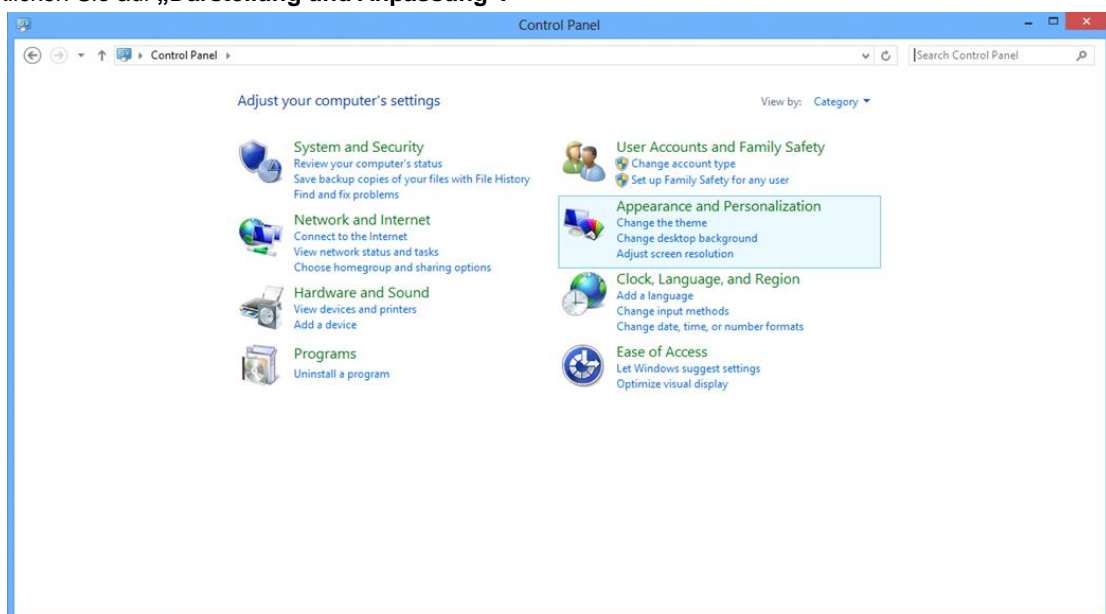 „Darstellung und Anpassung“.
Control Panel
Control Panel
Search Control Panel
Adjust your computer's settings
View by: Category
System and Security
Review your computer's status
Save backup copies of your files with File History
Find and fix problems
Network and Internet
Connect to the Internet
View network status and tasks
Choose homegroup and sharing options
Hardware and Sound
View devices and printers
Add a device
Programs
Uninstall a program
User Accounts and Family Safety
Change account type
Set up Family Safety for any user
Appearance and Personalization
Change the theme
Change desktop background
Adjust screen resolution
Clock, Language, and Region
Add a language
Change input methods
Change date, time, or number formats
Ease of Access
Let Windows suggest settings
Optimize visual display